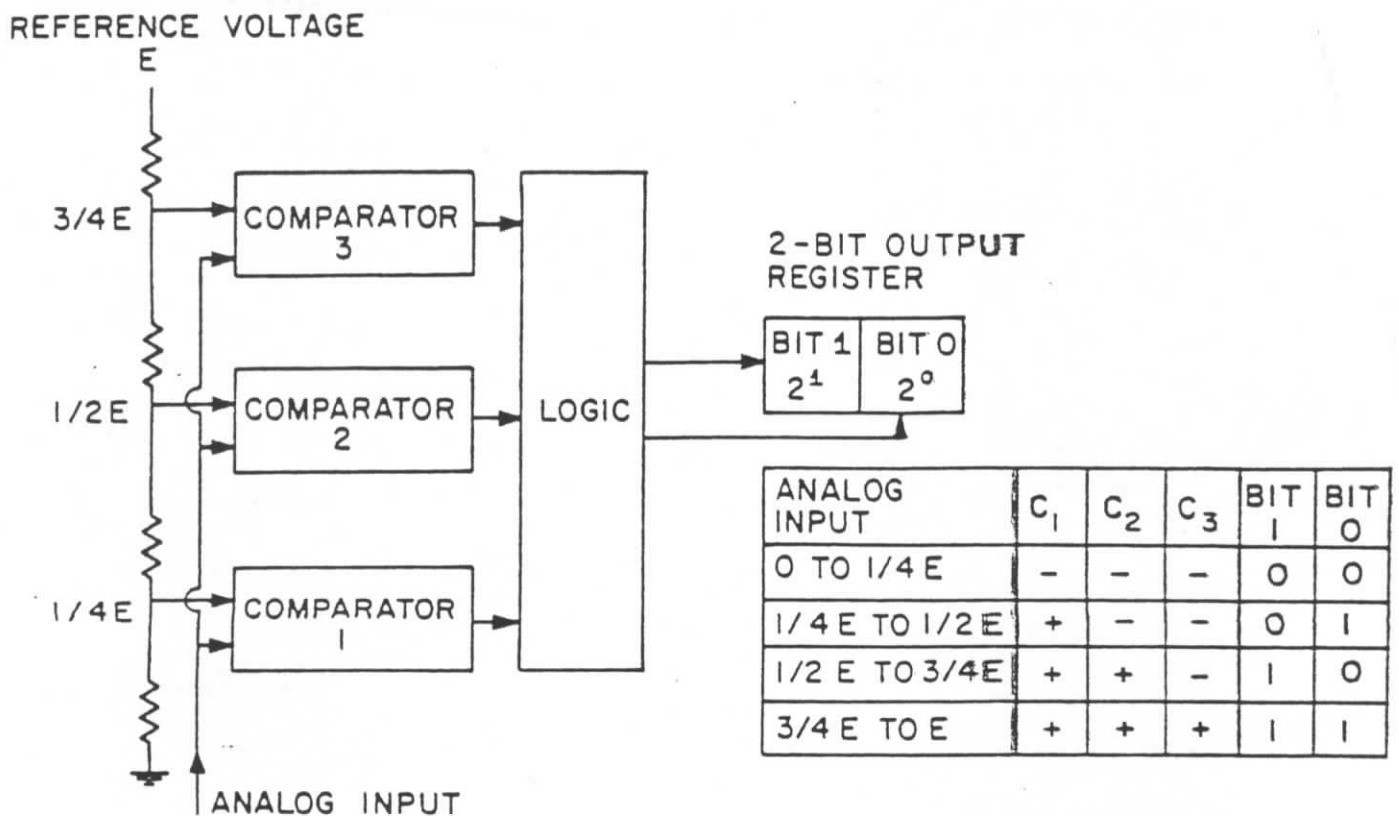 REFERENCE VOLTAGE
E
3/4 E
COMPARATOR
3
1/2E
COMPARATOR
2
1/4E
COMPARATOR
1
ANALOG INPUT
LOGIC
2-BIT OUTPUT
REGISTER
BIT 1
2¹
BIT 0
2⁰
ANALOG
INPUT
C₁
C₂
C₃
BIT
1
BIT
0
0 TO 1/4 E - - - 0 0
1/4 E TO 1/2 E + - - 0 1
1/2 E TO 3/4E + + - 1 0
3/4 E TO E + + + 1 1